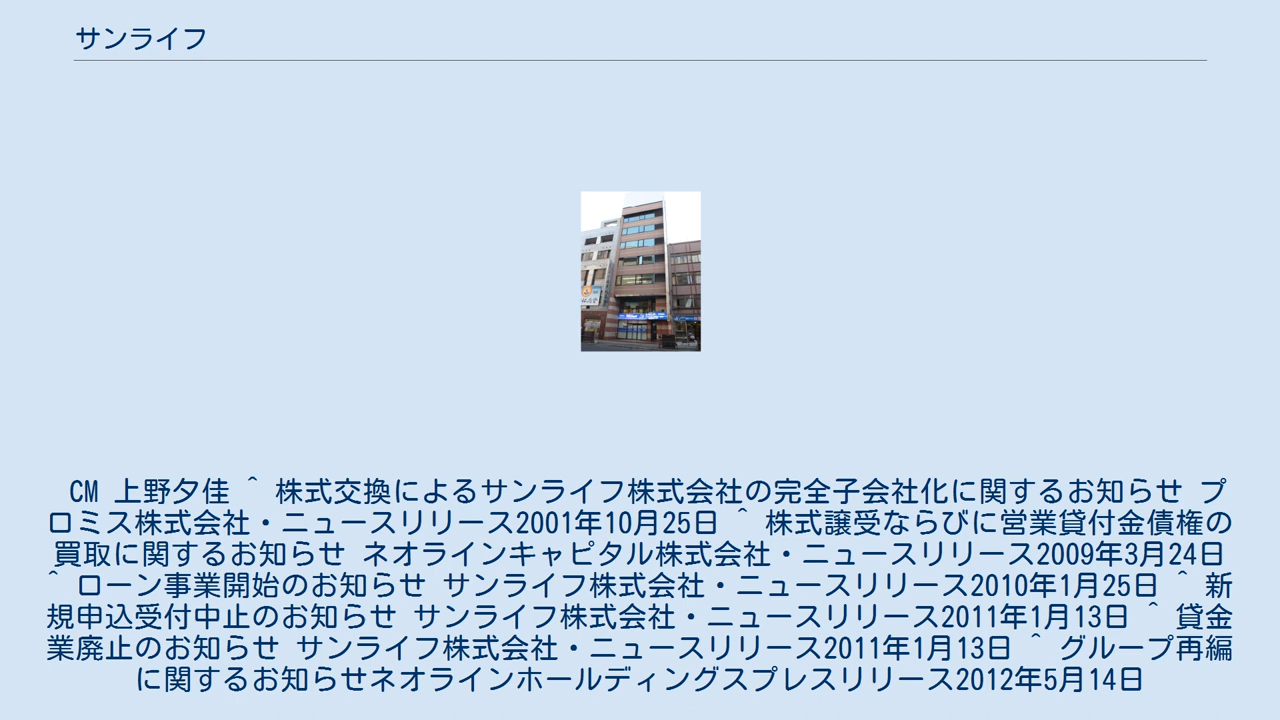 サンライフ
CM 上野夕佳 ^ 株式交換によるサンライフ株式会社の完全子会社化に関するお知らせ プ
ロミス株式会社・ニュースリリース2001年10月25日 ^ 株式譲受ならびに営業貸付金債権の
買取に関するお知らせ ネオラインキャピタル株式会社・ニュースリリース2009年3月24日
^ ローン事業開始のお知らせ サンライフ株式会社・ニュースリリース2010年1月25日 ^ 新
規申込受付中止のお知らせ サンライフ株式会社・ニュースリリース2011年1月13日 ^ 貸金
業廃止のお知らせ サンライフ株式会社・ニュースリリース2011年1月13日 ^ グループ再編
に関するお知らせネオラインホールディングスプレスリリース2012年5月14日